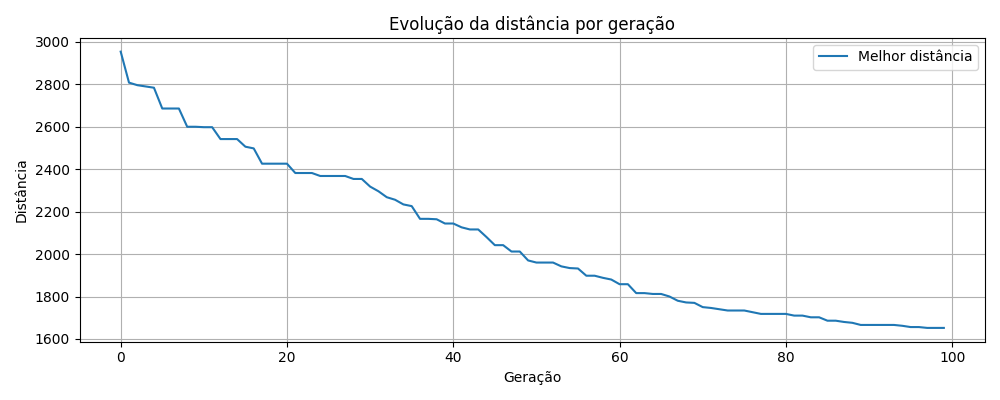 Evolução da distância por geração
Melhor distância
Distância
3000
2800
2600
2400
2200
2000
1800
1600
0 20 40 60 80 100
Geração